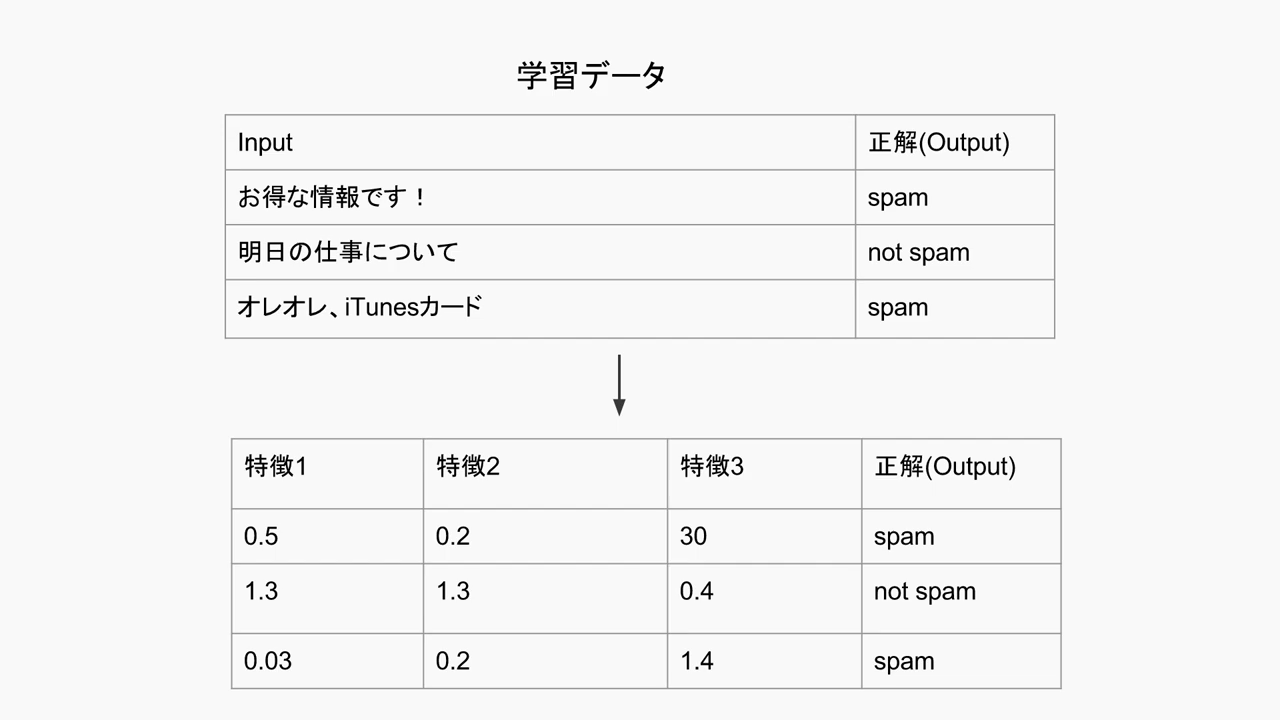 学習データ
Input 正解(Output)
お得な情報です！ spam
明日の仕事について not spam
オレオレ、iTunesカード spam
特徴1 特徴2 特徴3 正解(Output)
0.5 0.2 30 spam
1.3 1.3 0.4 not spam
0.03 0.2 1.4 spam